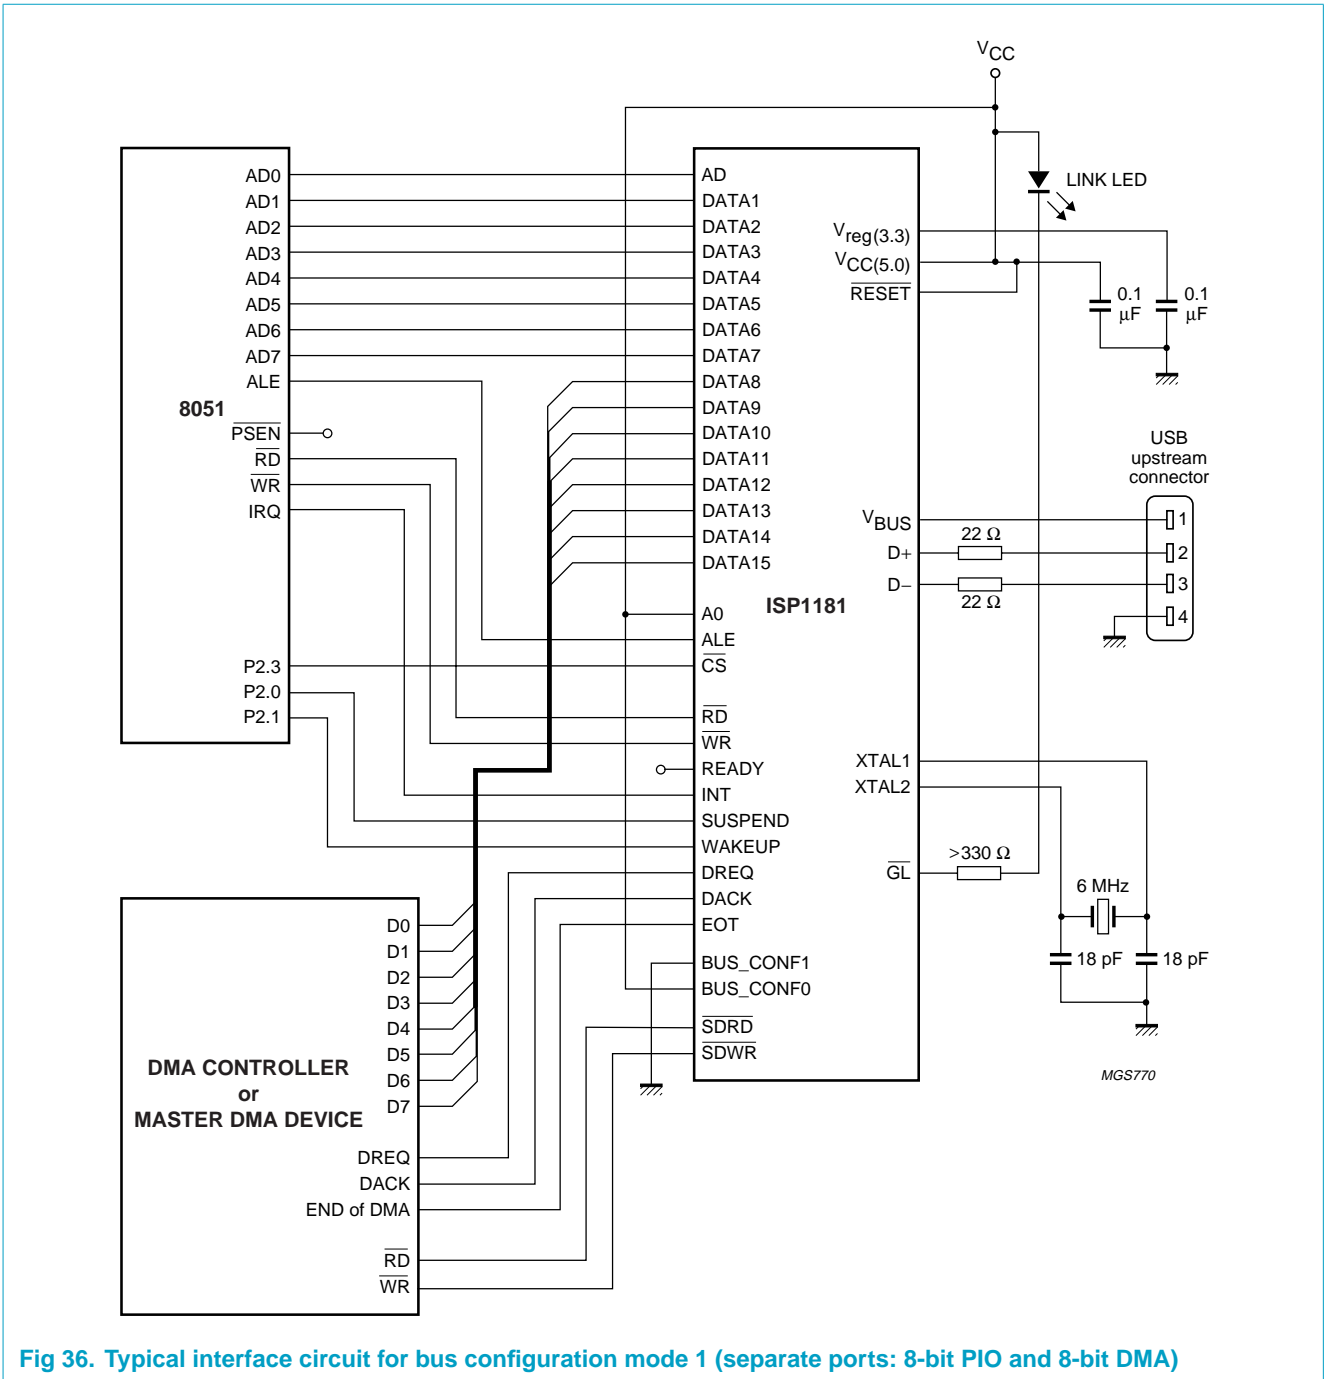 VCC
LINK LED
AD0
AD1
AD2
AD3
AD4
AD5
AD6
AD7
ALE
8051
PSEN
RD
WR
IRQ
P2.3
P2.0
P2.1
AD
DATA1
DATA2
DATA3
DATA4
DATA5
DATA6
DATA7
DATA8
DATA9
DATA10
DATA11
DATA12
DATA13
DATA14
DATA15
ISP1181
A0
ALE
CS
RD
WR
READY
INT
SUSPEND
WAKEUP
DREQ
DACK
EOT
BUS_CONF1
BUS_CONF0
SDRD
SDWR
Vreg(3.3)
VCC(5.0)
RESET
0.1
μF
0.1
μF
USB
upstream
connector
VBUS
D+
D−
22 Ω
22 Ω
1
2
3
4
XTAL1
XTAL2
GL
>330 Ω
6 MHz
18 pF
18 pF
MGS770
D0
D1
D2
D3
D4
D5
D6
D7
DMA CONTROLLER
or
MASTER DMA DEVICE
DREQ
DACK
END of DMA
RD
WR
Fig 36. Typical interface circuit for bus configuration mode 1 (separate ports: 8-bit PIO and 8-bit DMA)